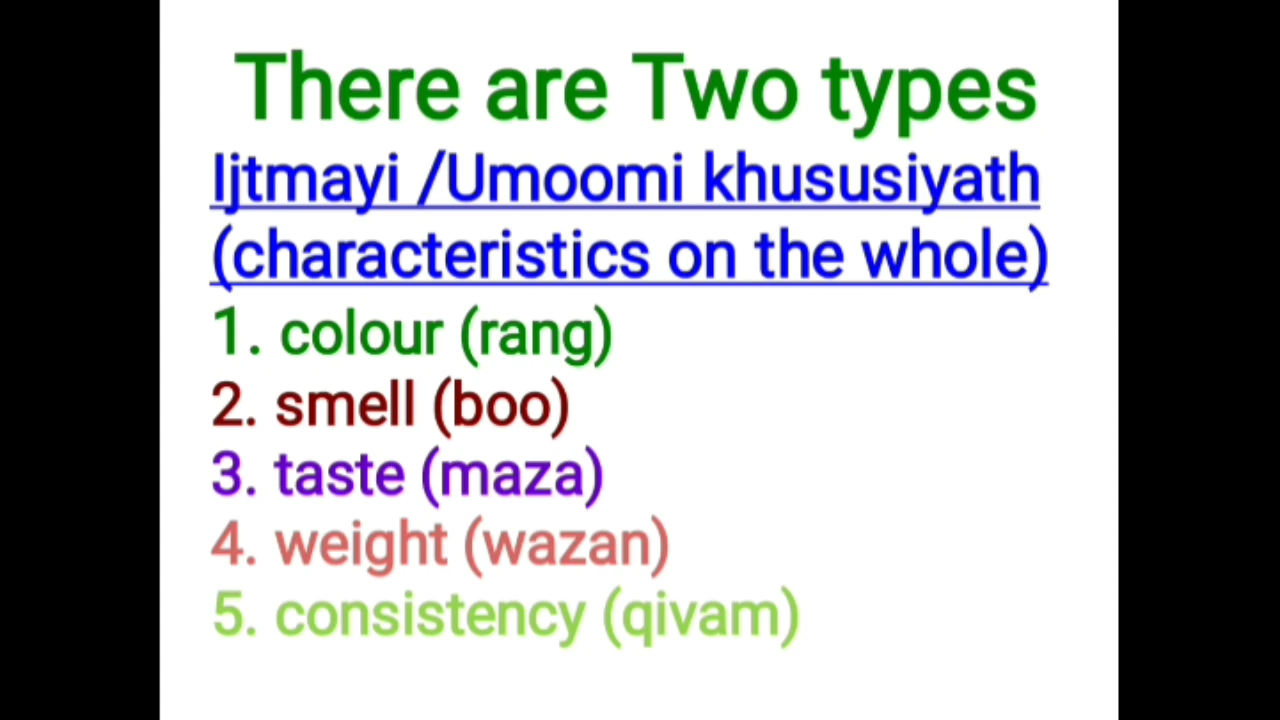 There are Two types
Ijtmayi /Umoomi khususiyath
(characteristics on the whole)
1. colour (rang)
2. smell (boo)
3. taste (maza)
4. weight (wazan)
5. consistency (qivam)